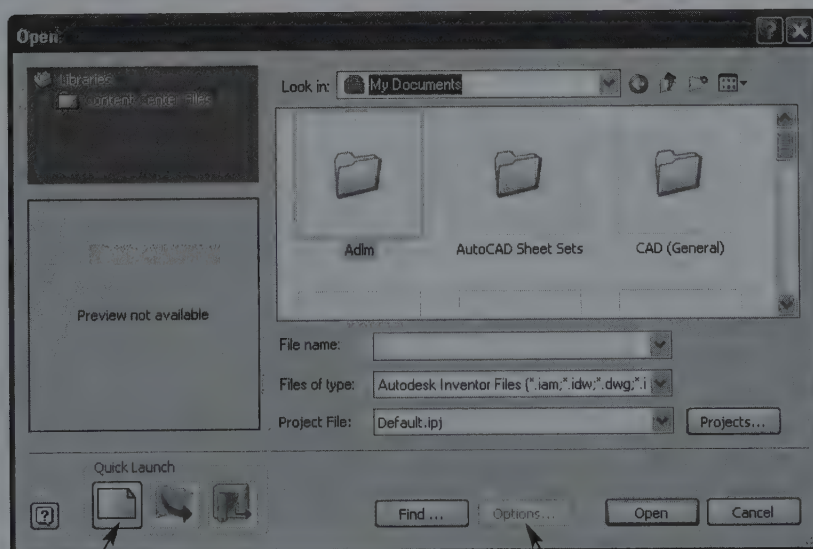 Open
Libraries
Content Center Files
Look in:
My Documents
Adlm
AutoCAD Sheet Sets
CAD (General)
Preview not available
File name:
Files of type:
Autodesk Inventor Files (*.iam;*.idw;*.dwg;*.i
Project File:
Default.ipj
Projects...
Quick Launch
Find ...
Options...
Open
Cancel